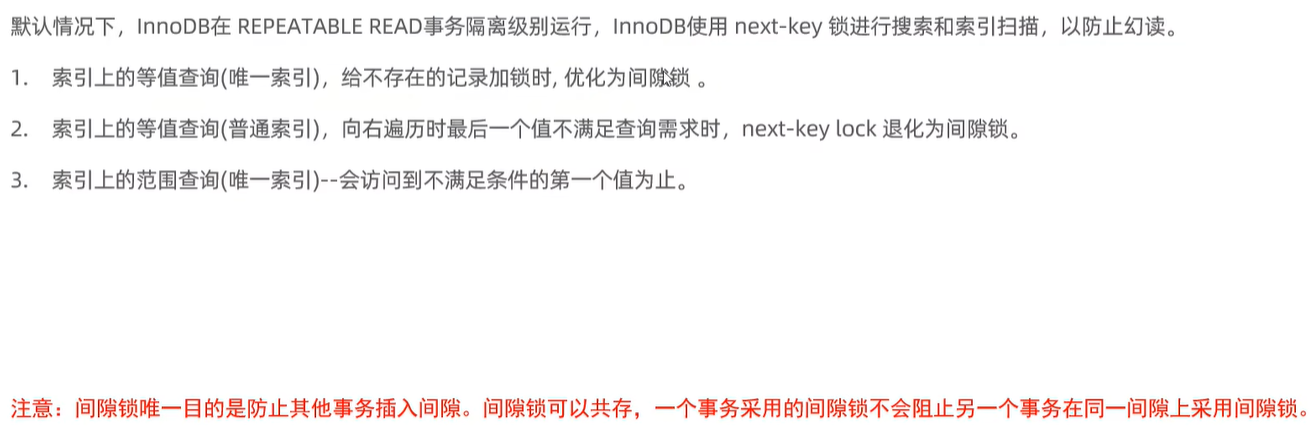 默认情况下，InnoDB在 REPEATABLE READ事务隔离级别运行，InnoDB使用 next-key 锁进行搜索和索引扫描，以防止幻读。
1. 索引上的等值查询(唯一索引)，给不存在的记录加锁时, 优化为间隙锁 。
2. 索引上的等值查询(普通索引)，向右遍历时最后一个值不满足查询需求时，next-key lock 退化为间隙锁。
3. 索引上的范围查询(唯一索引)--会访问到不满足条件的第一个值为止。
注意：间隙锁唯一目的是防止其他事务插入间隙。间隙锁可以共存，一个事务采用的间隙锁不会阻止另一个事务在同一间隙上采用间隙锁。